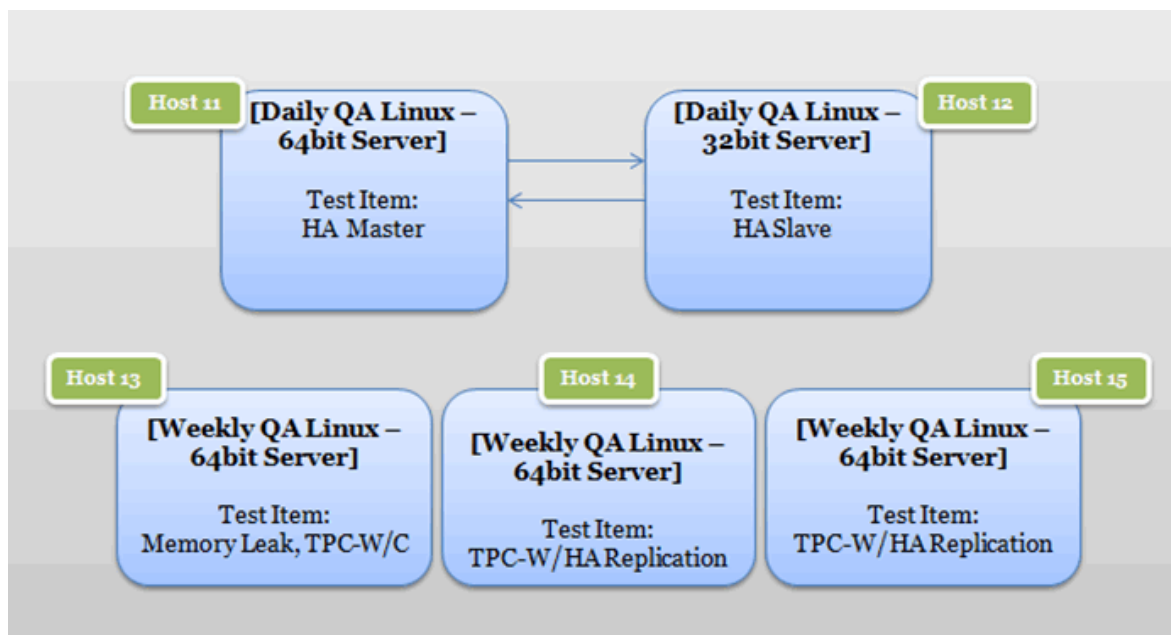 Host 11
[Daily QA Linux –
64bit Server]
Test Item:
HA Master
Host 12
[Daily QA Linux –
32bit Server]
Test Item:
HA Slave
Host 13
[Weekly QA Linux –
64bit Server]
Test Item:
Memory Leak, TPC-W/C
Host 14
[Weekly QA Linux –
64bit Server]
Test Item:
TPC-W/HA Replication
Host 15
[Weekly QA Linux –
64bit Server]
Test Item:
TPC-W/HA Replication